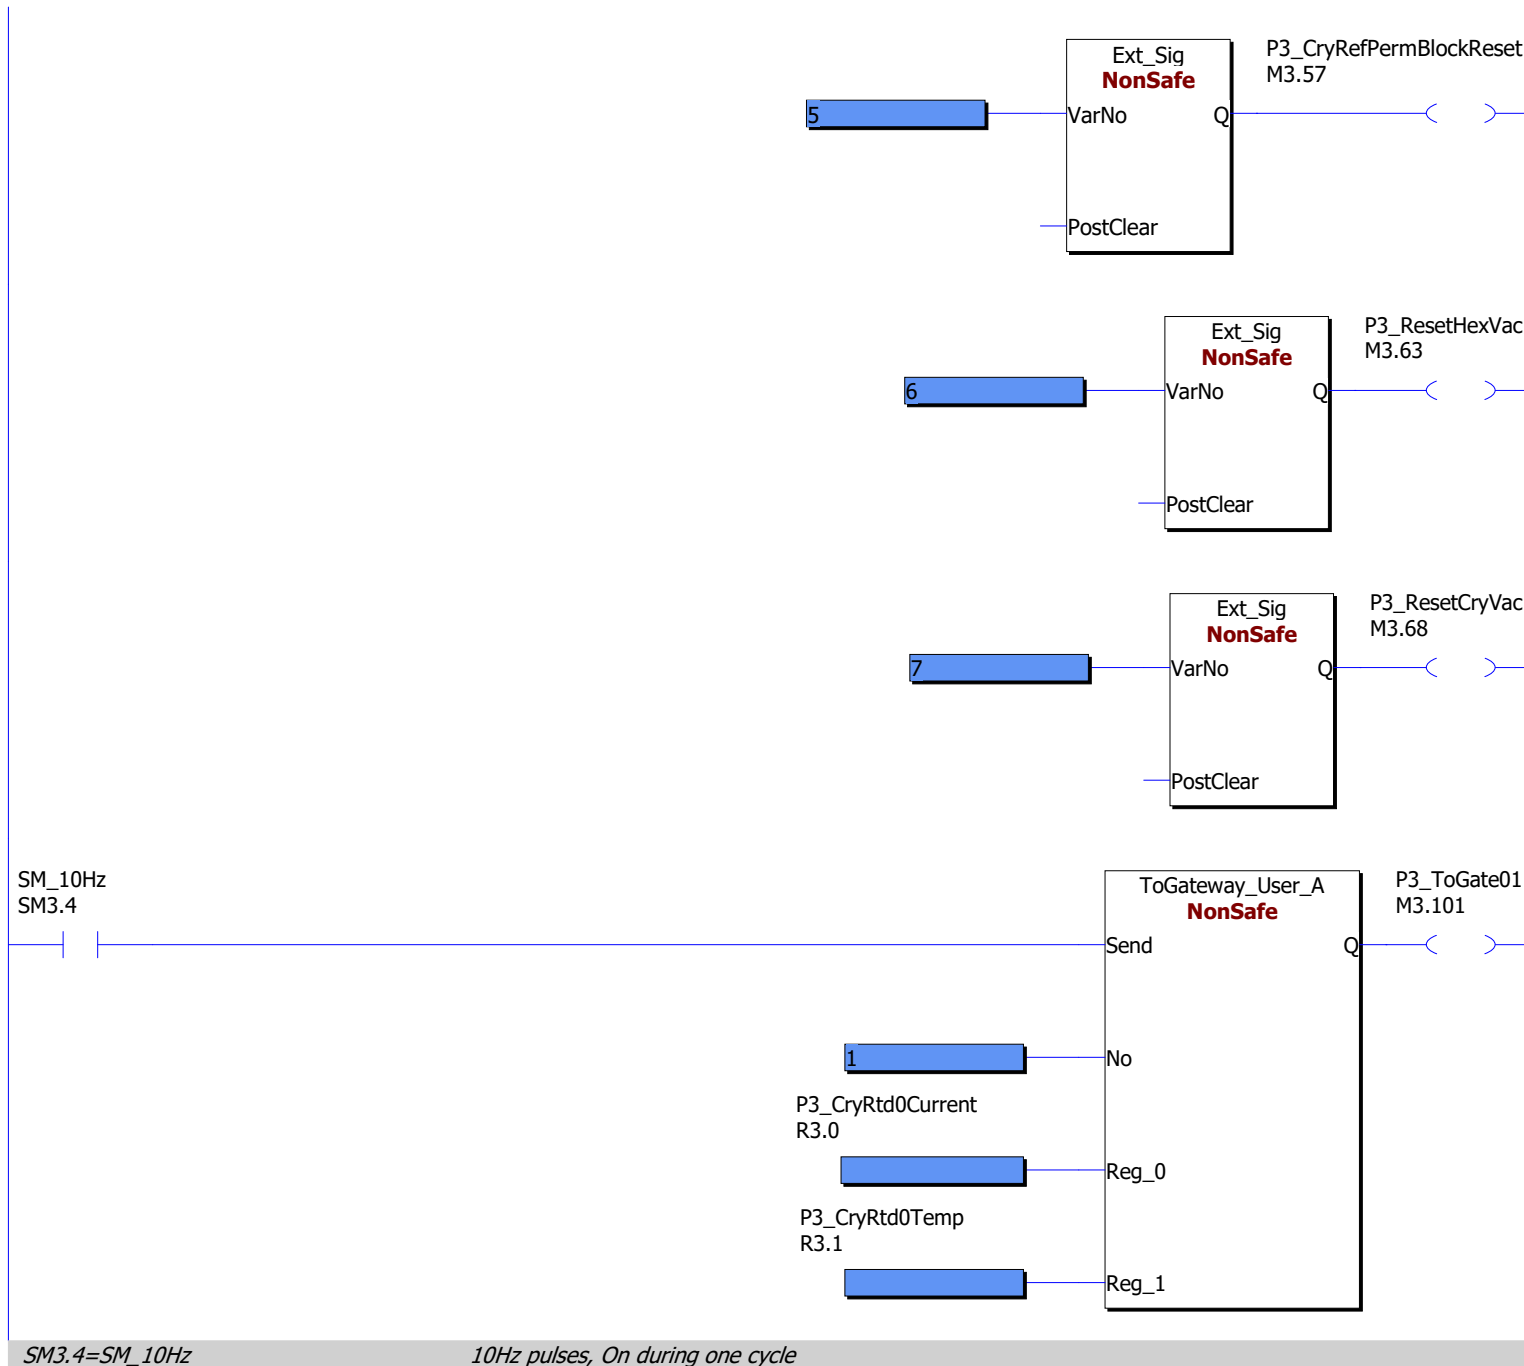 Ext_Sig
NonSafe
P3_CryRefPermBlockReset
M3.57
5
VarNo
Q
PostClear
Ext_Sig
NonSafe
P3_ResetHexVac
M3.63
6
VarNo
Q
PostClear
Ext_Sig
NonSafe
P3_ResetCryVac
M3.68
7
VarNo
Q
PostClear
SM_10Hz
SM3.4
ToGateway_User_A
NonSafe
P3_ToGate01
M3.101
Send
Q
1
No
P3_CryRtd0Current
R3.0
Reg_0
P3_CryRtd0Temp
R3.1
Reg_1
SM3.4=SM_10Hz 10Hz pulses, On during one cycle